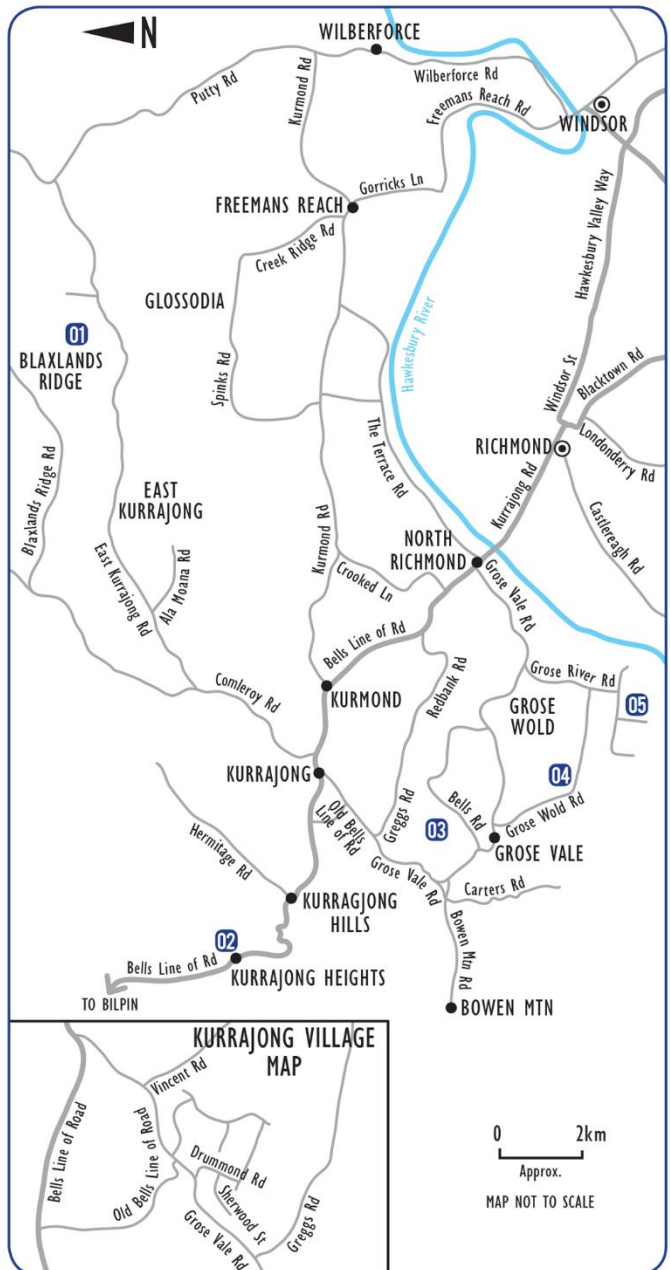 N
WILBERFORCE
Wilberforce Rd
Putty Rd
Kurmond Rd
Freemans Reach Rd
WINDSOR
Gorricks Ln
FREEMANS REACH
Creek Ridge Rd
Hawkesbury Valley Way
GLOSSODIA
Hawkesbury River
01
BLAXLANDS
RIDGE
Spinks Rd
Windsor St
Blacktown Rd
The Terrace Rd
RICHMOND
Londonderry Rd
Blaxlands Ridge Rd
EAST
KURRAJONG
Kurrajong Rd
Castlereagh Rd
Kurmond Rd
NORTH
RICHMOND
East Kurrajong Rd
Ala Moana Rd
Crooked Ln
Grose Vale Rd
Bells Line of Rd
Comleroy Rd
Redbank Rd
Grose River Rd
KURMOND
GROSE
WOLD
05
KURRAJONG
04
Old Bells
Line of Rd
Greggs Rd
03
Bells Rd
Grose Wold Rd
Hermitage Rd
GROSE VALE
Grose Vale Rd
Carters Rd
KURRAGJONG
HILLS
Bowen Mtn Rd
02
Bells Line of Rd
KURRAJONG HEIGHTS
TO BILPIN
BOWEN MTN
KURRAJONG VILLAGE
MAP
Vincent Rd
Bells Line of Road
Old Bells Line of Road
Drummond Rd
Sherwood St
Greggs Rd
Grose Vale Rd
0 2km
Approx.
MAP NOT TO SCALE